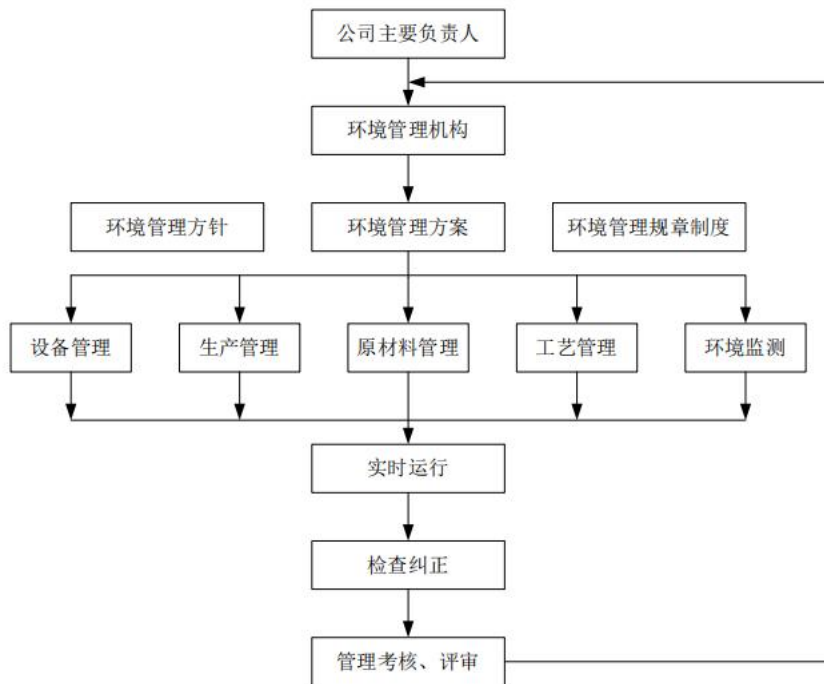 公司主要负责人
环境管理机构
环境管理方针
环境管理方案
环境管理规章制度
设备管理
生产管理
原材料管理
工艺管理
环境监测
实时运行
检查纠正
管理考核、评审